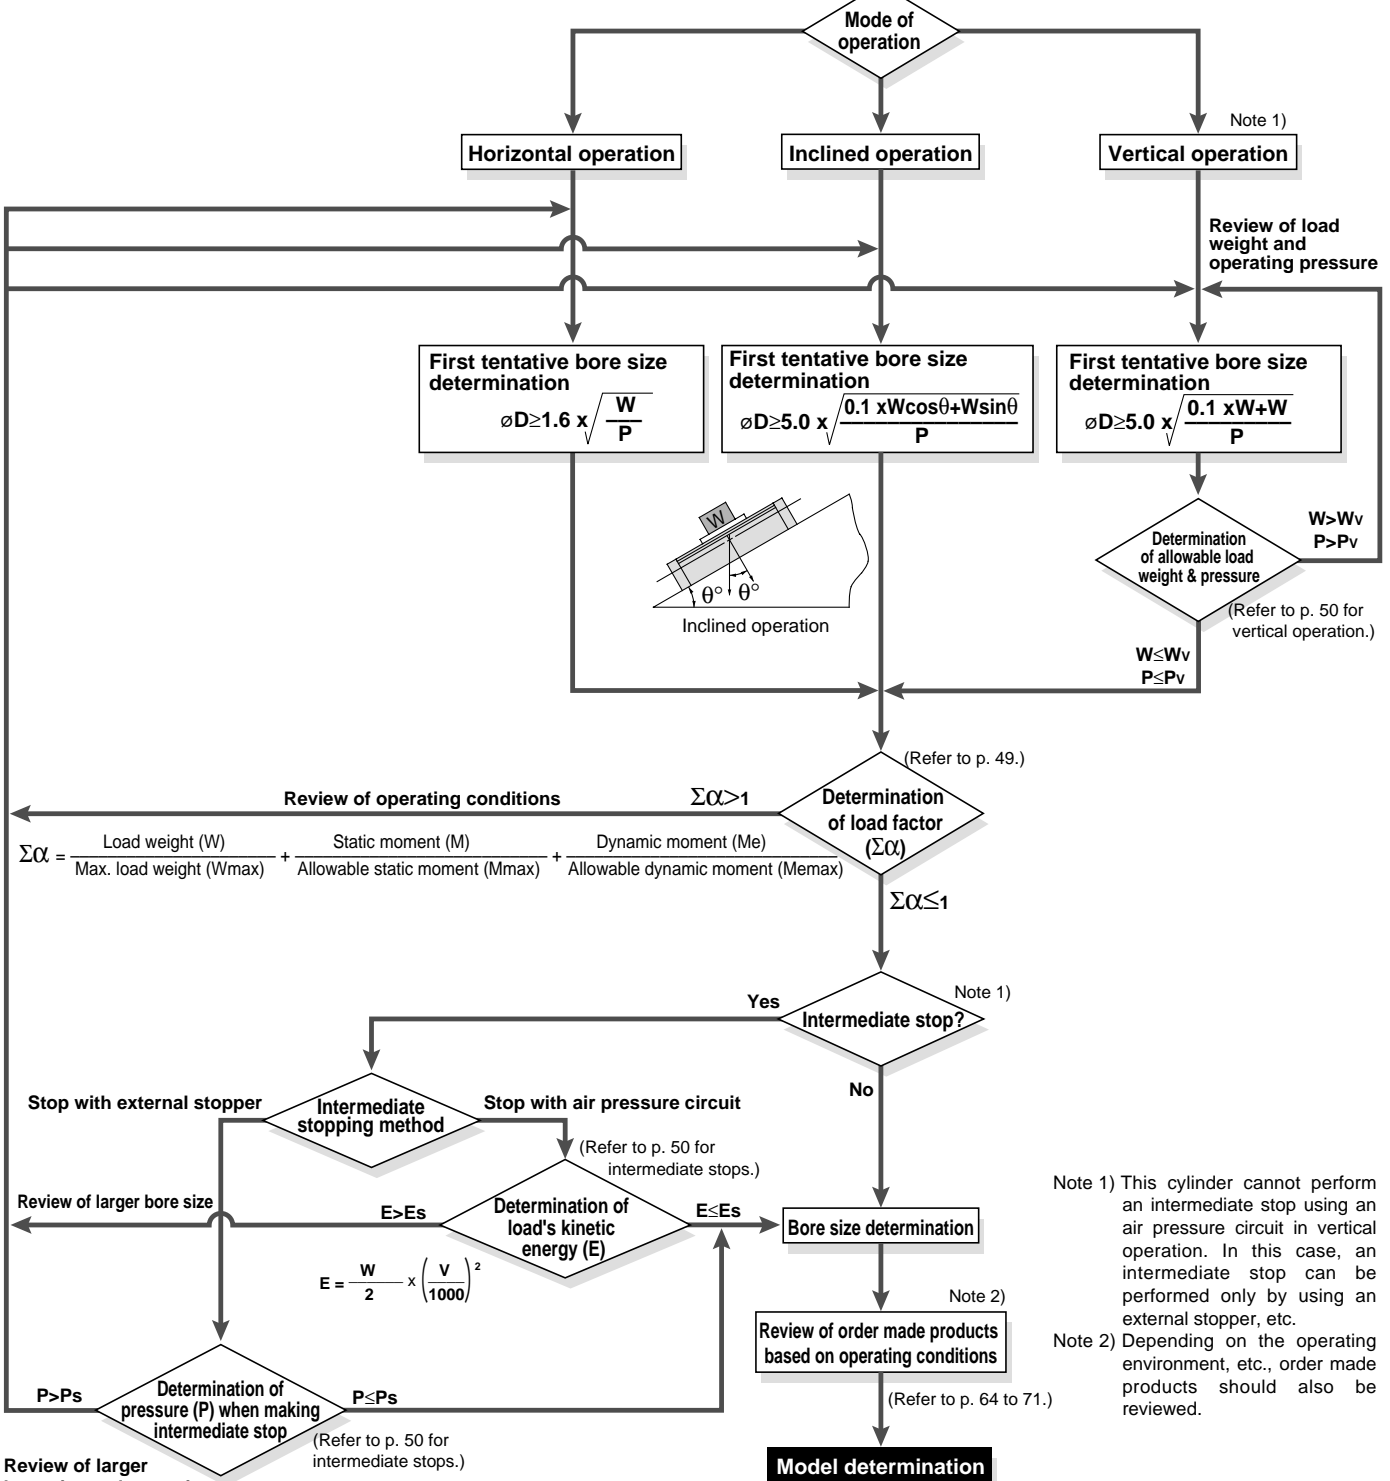 Mode of
operation
Note 1)
Horizontal operation
Inclined operation
Vertical operation
Review of load
weight and
operating pressure
First tentative bore size
determination
øD≥1.6 x√ W
P
First tentative bore size
determination
øD≥5.0 x√ 0.1 xWcosθ+Wsinθ
P
First tentative bore size
determination
øD≥5.0 x√ 0.1 xW+W
P
W
θ° θ°
Inclined operation
Determination
of allowable load
weight & pressure
W>Wv
P>Pv
(Refer to p. 50 for
vertical operation.)
W≤Wv
P≤Pv
(Refer to p. 49.)
Determination
of load factor
(Σα)
Review of operating conditions
Σα>1
Σα = Load weight (W) + Static moment (M) + Dynamic moment (Me)
Max. load weight (Wmax) Allowable static moment (Mmax) Allowable dynamic moment (Memax)
Σα≤1
Yes
Note 1)
Intermediate stop?
No
Stop with external stopper
Intermediate
stopping method
Stop with air pressure circuit
(Refer to p. 50 for
intermediate stops.)
Review of larger bore size
E>Es
Determination of
load's kinetic
energy (E)
E≤Es
Bore size determination
E = W x ( V )²
2 1000
Note 2)
Review of order made products
based on operating conditions
P>Ps
Determination of
pressure (P) when making
intermediate stop
P≤Ps
(Refer to p. 50 for
intermediate stops.)
(Refer to p. 64 to 71.)
Review of larger
Model determination
Note 1) This cylinder cannot perform
an intermediate stop using an
air pressure circuit in vertical
operation. In this case, an
intermediate stop can be
performed only by using an
external stopper, etc.
Note 2) Depending on the operating
environment, etc., order made
products should also be
reviewed.